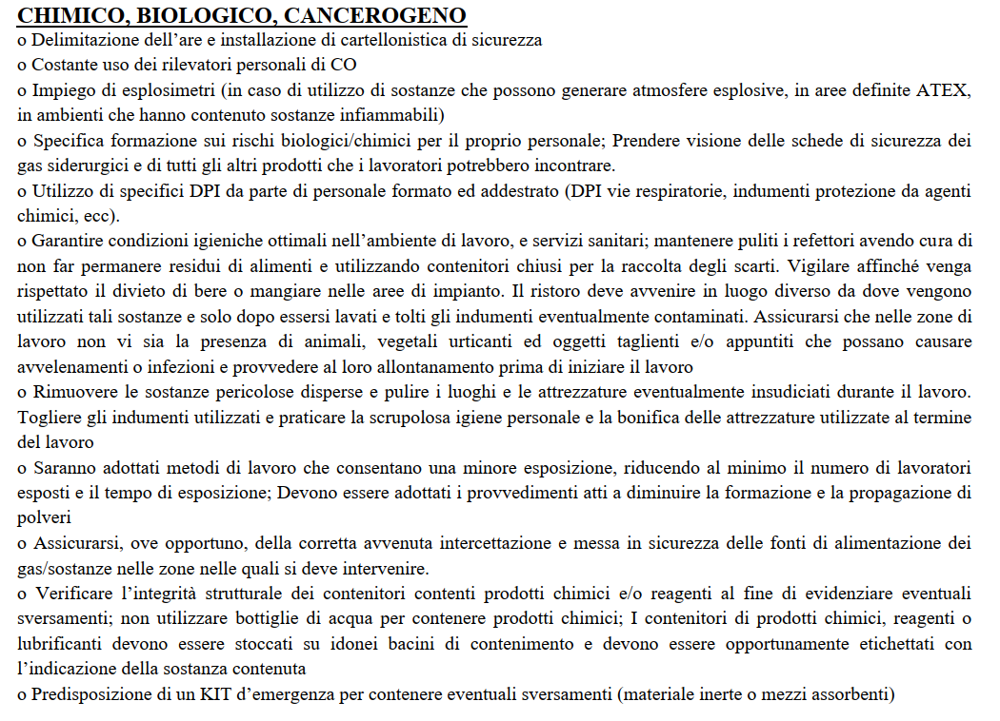 CHIMICO, BIOLOGICO, CANCEROGENO
o Delimitazione dell’are e installazione di cartellonistica di sicurezza
o Costante uso dei rilevatori personali di CO
o Impiego di esplosimetri (in caso di utilizzo di sostanze che possono generare atmosfere esplosive, in aree definite ATEX,
in ambienti che hanno contenuto sostanze infiammabili)
o Specifica formazione sui rischi biologici/chimici per il proprio personale; Prendere visione delle schede di sicurezza dei
gas siderurgici e di tutti gli altri prodotti che i lavoratori potrebbero incontrare.
o Utilizzo di specifici DPI da parte di personale formato ed addestrato (DPI vie respiratorie, indumenti protezione da agenti
chimici, ecc).
o Garantire condizioni igieniche ottimali nell’ambiente di lavoro, e servizi sanitari; mantenere puliti i refettori avendo cura di
non far permanere residui di alimenti e utilizzando contenitori chiusi per la raccolta degli scarti. Vigilare affinché venga
rispettato il divieto di bere o mangiare nelle aree di impianto. Il ristoro deve avvenire in luogo diverso da dove vengono
utilizzati tali sostanze e solo dopo essersi lavati e tolti gli indumenti eventualmente contaminati. Assicurarsi che nelle zone di
lavoro non vi sia la presenza di animali, vegetali urticanti ed oggetti taglienti e/o appuntiti che possano causare
avvelenamenti o infezioni e provvedere al loro allontanamento prima di iniziare il lavoro
o Rimuovere le sostanze pericolose disperse e pulire i luoghi e le attrezzature eventualmente insudiciati durante il lavoro.
Togliere gli indumenti utilizzati e praticare la scrupolosa igiene personale e la bonifica delle attrezzature utilizzate al termine
del lavoro
o Saranno adottati metodi di lavoro che consentano una minore esposizione, riducendo al minimo il numero di lavoratori
esposti e il tempo di esposizione; Devono essere adottati i provvedimenti atti a diminuire la formazione e la propagazione di
polveri
o Assicurarsi, ove opportuno, della corretta avvenuta intercettazione e messa in sicurezza delle fonti di alimentazione dei
gas/sostanze nelle zone nelle quali si deve intervenire.
o Verificare l’integrità strutturale dei contenitori contenti prodotti chimici e/o reagenti al fine di evidenziare eventuali
sversamenti; non utilizzare bottiglie di acqua per contenere prodotti chimici; I contenitori di prodotti chimici, reagenti o
lubrificanti devono essere stoccati su idonei bacini di contenimento e devono essere opportunamente etichettati con
l’indicazione della sostanza contenuta
o Predisposizione di un KIT d’emergenza per contenere eventuali sversamenti (materiale inerte o mezzi assorbenti)